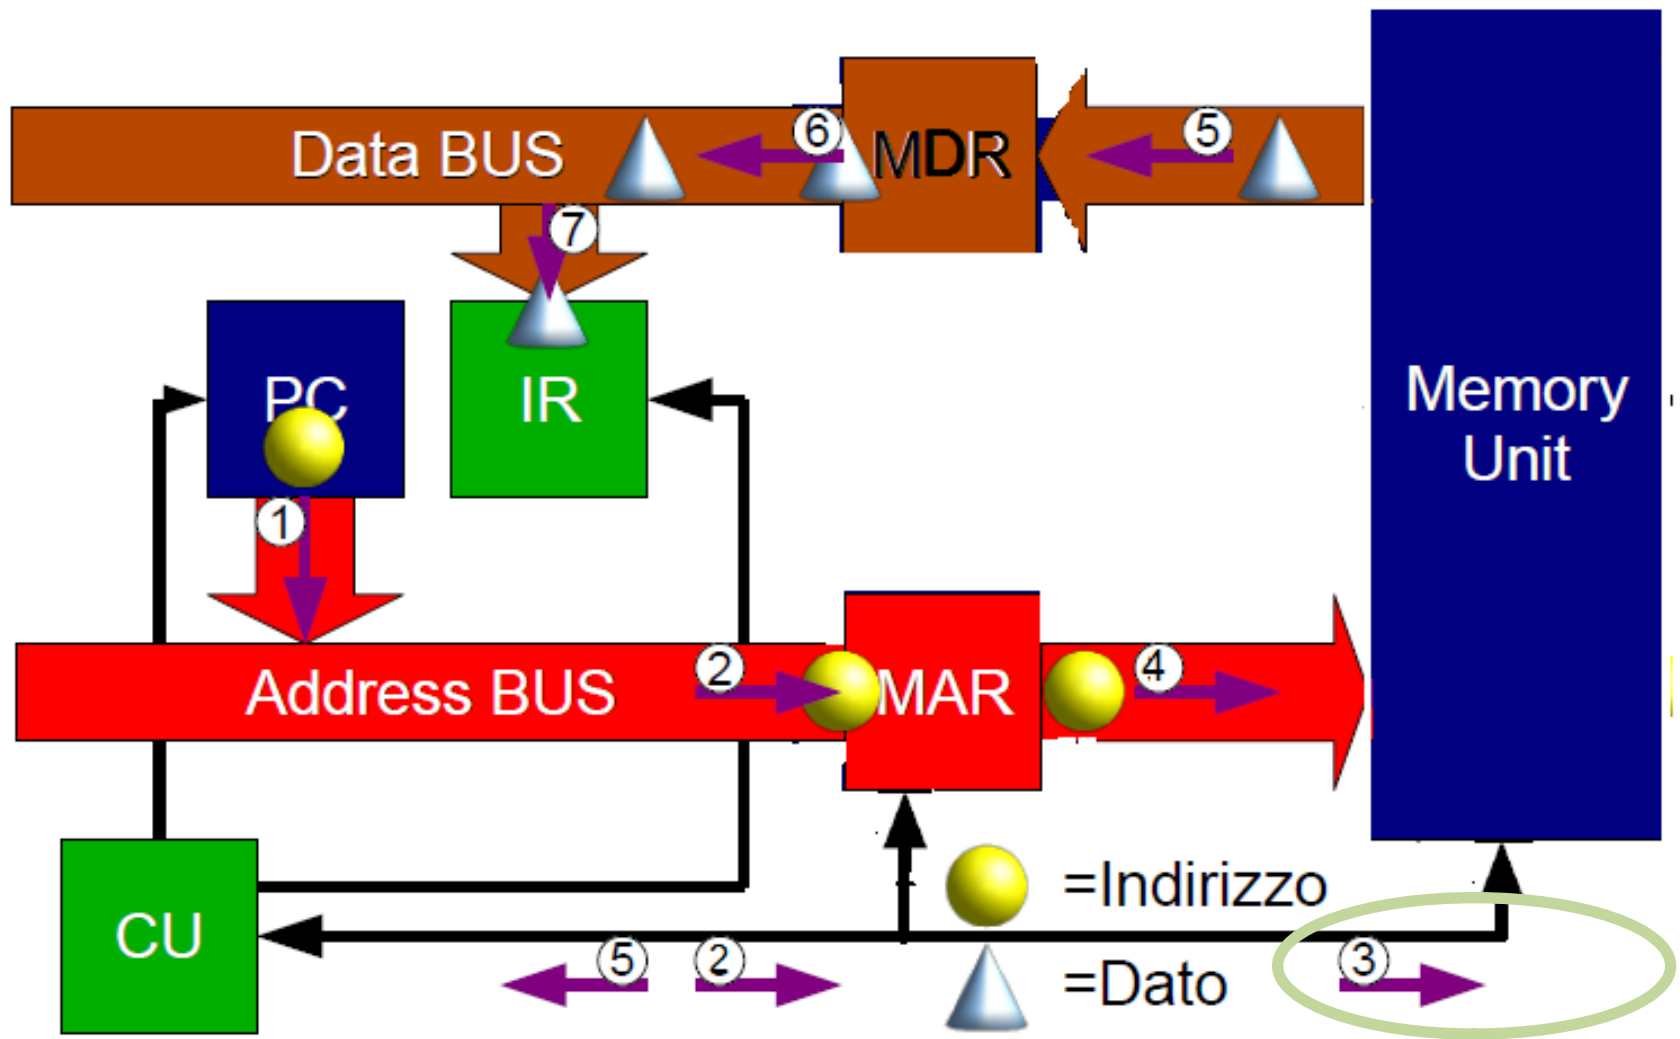 Data BUS
6
MDR
5
7
PC
IR
Memory
Unit
1
Address BUS
2
MAR
4
CU
=Indirizzo
5
2
=Dato
3